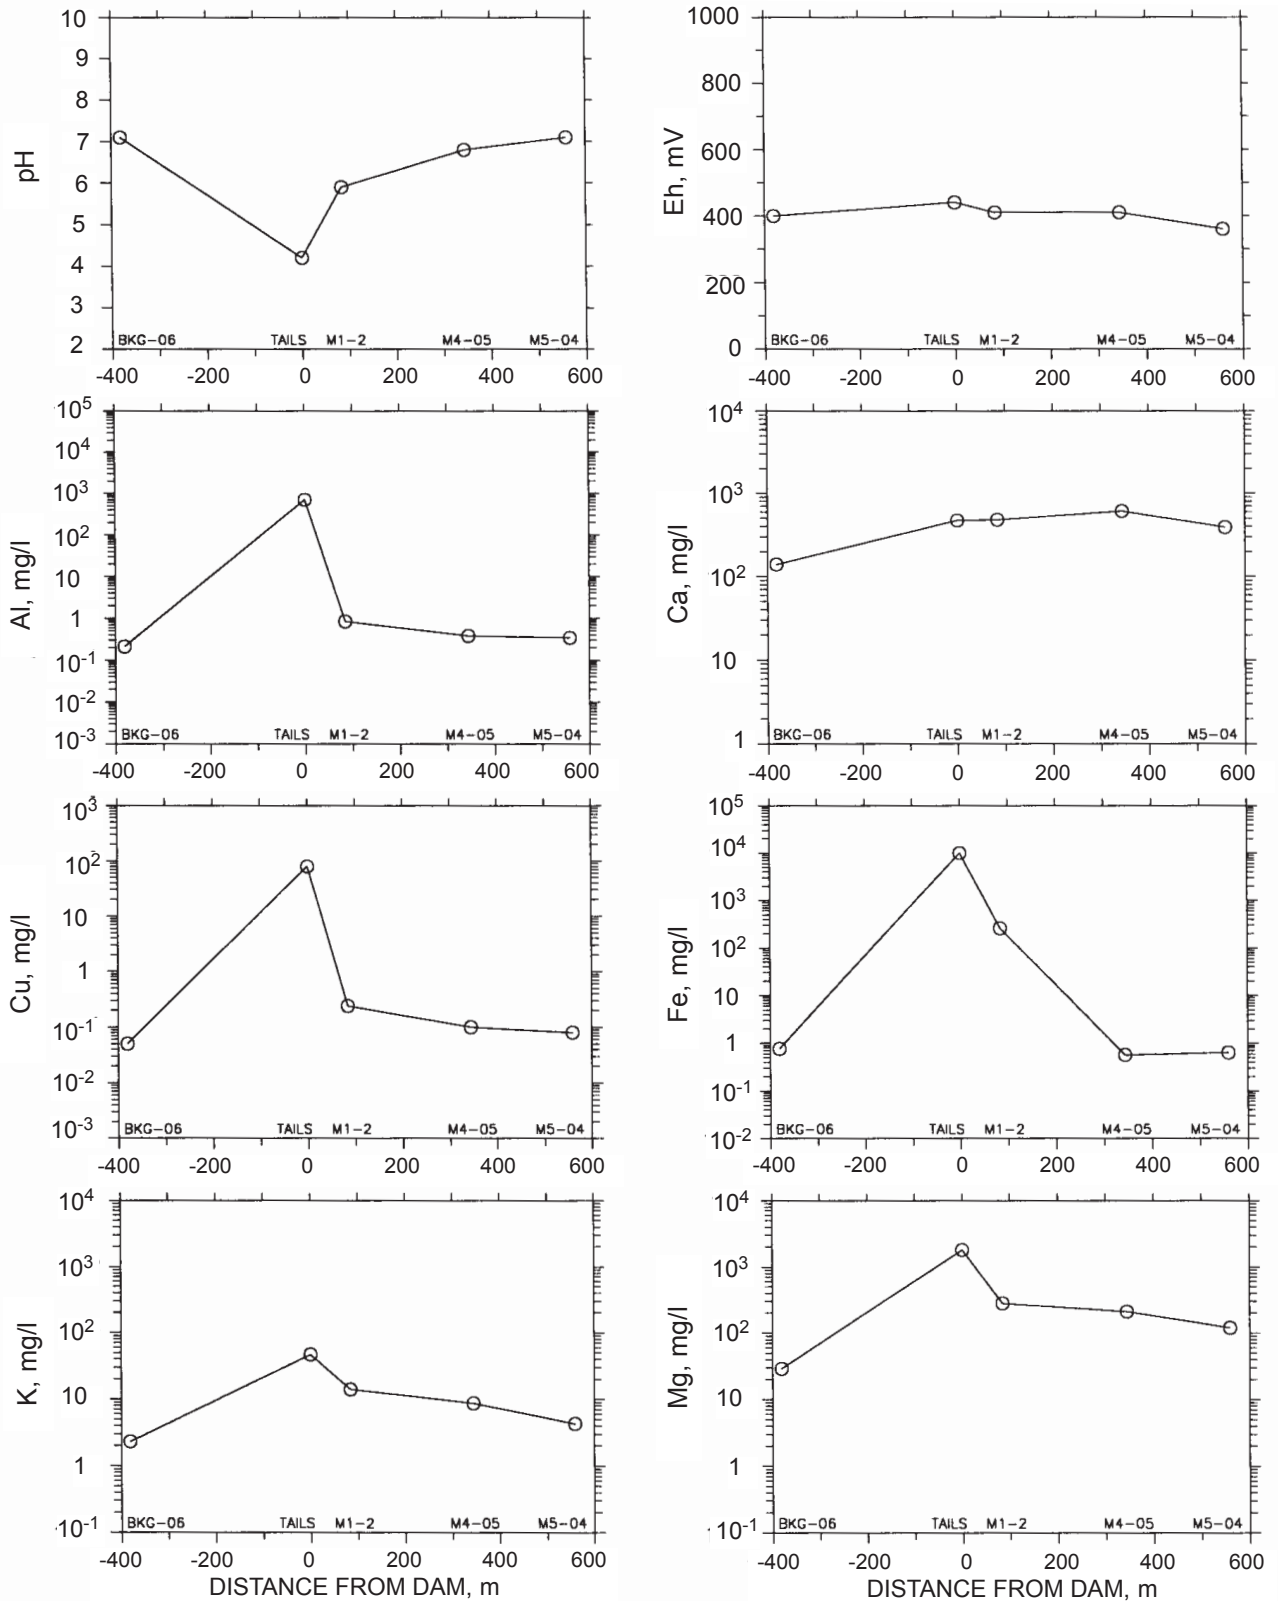 10
9
8
7
6
5
4
3
2
pH
BKG-06 TAILS M1-2 M4-05 M5-04
-400 -200 0 200 400 600
1000
800
600
400
200
0
Eh, mV
BKG-06 TAILS M1-2 M4-05 M5-04
-400 -200 0 200 400 600
10^5
10^4
10^3
10^2
10
1
10^-1
10^-2
10^-3
Al, mg/l
BKG-06 TAILS M1-2 M4-05 M5-04
-400 -200 0 200 400 600
10^4
10^3
10^2
10
1
Ca, mg/l
BKG-06 TAILS M1-2 M4-05 M5-04
-400 -200 0 200 400 600
10^3
10^2
10
1
10^-1
10^-2
10^-3
Cu, mg/l
BKG-06 TAILS M1-2 M4-05 M5-04
-400 -200 0 200 400 600
10^5
10^4
10^3
10^2
10
1
10^-1
10^-2
Fe, mg/l
BKG-06 TAILS M1-2 M4-05 M5-04
-400 -200 0 200 400 600
10^4
10^3
10^2
10
1
10^-1
K, mg/l
BKG-06 TAILS M1-2 M4-05 M5-04
-400 -200 0 200 400 600
DISTANCE FROM DAM, m
10^4
10^3
10^2
10
1
10^-1
Mg, mg/l
BKG-06 TAILS M1-2 M4-05 M5-04
-400 -200 0 200 400 600
DISTANCE FROM DAM, m